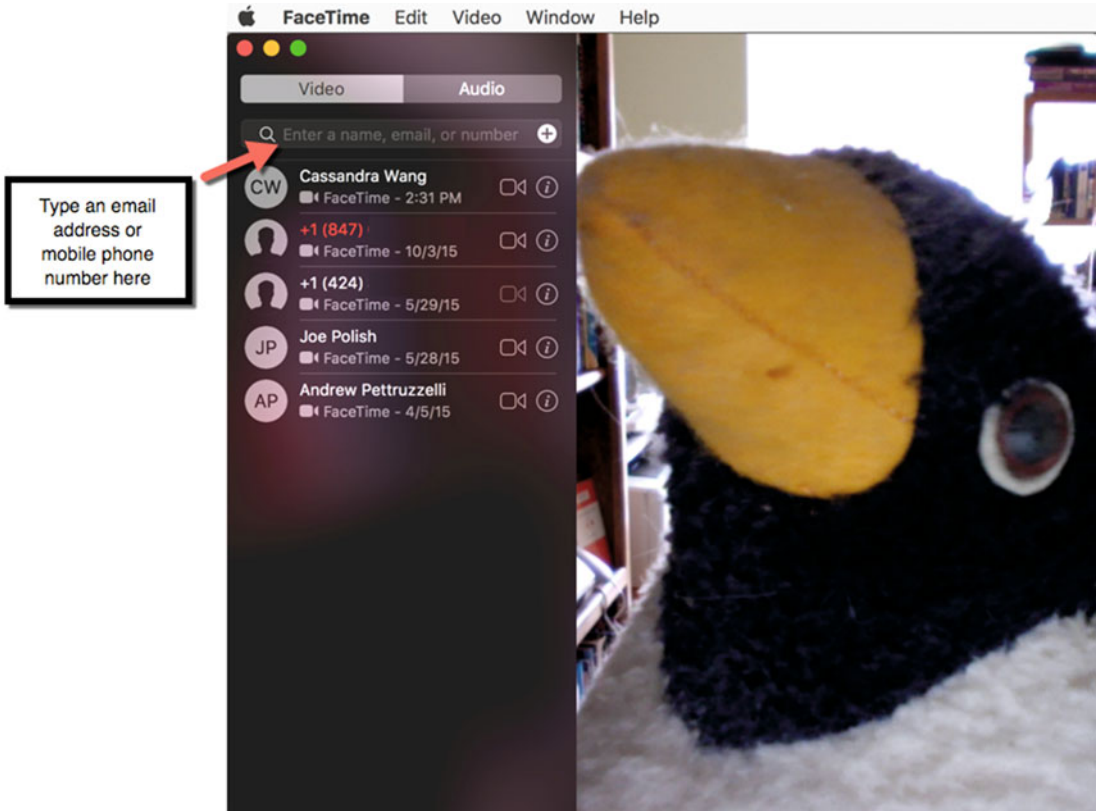 FaceTime Edit Video Window Help
Video Audio
Enter a name, email, or number
Type an email
address or
mobile phone
number here
CW Cassandra Wang
FaceTime - 2:31 PM
+1 (847)
FaceTime - 10/3/15
+1 (424)
FaceTime - 5/29/15
JP Joe Polish
FaceTime - 5/28/15
AP Andrew Pettruzzelli
FaceTime - 4/5/15